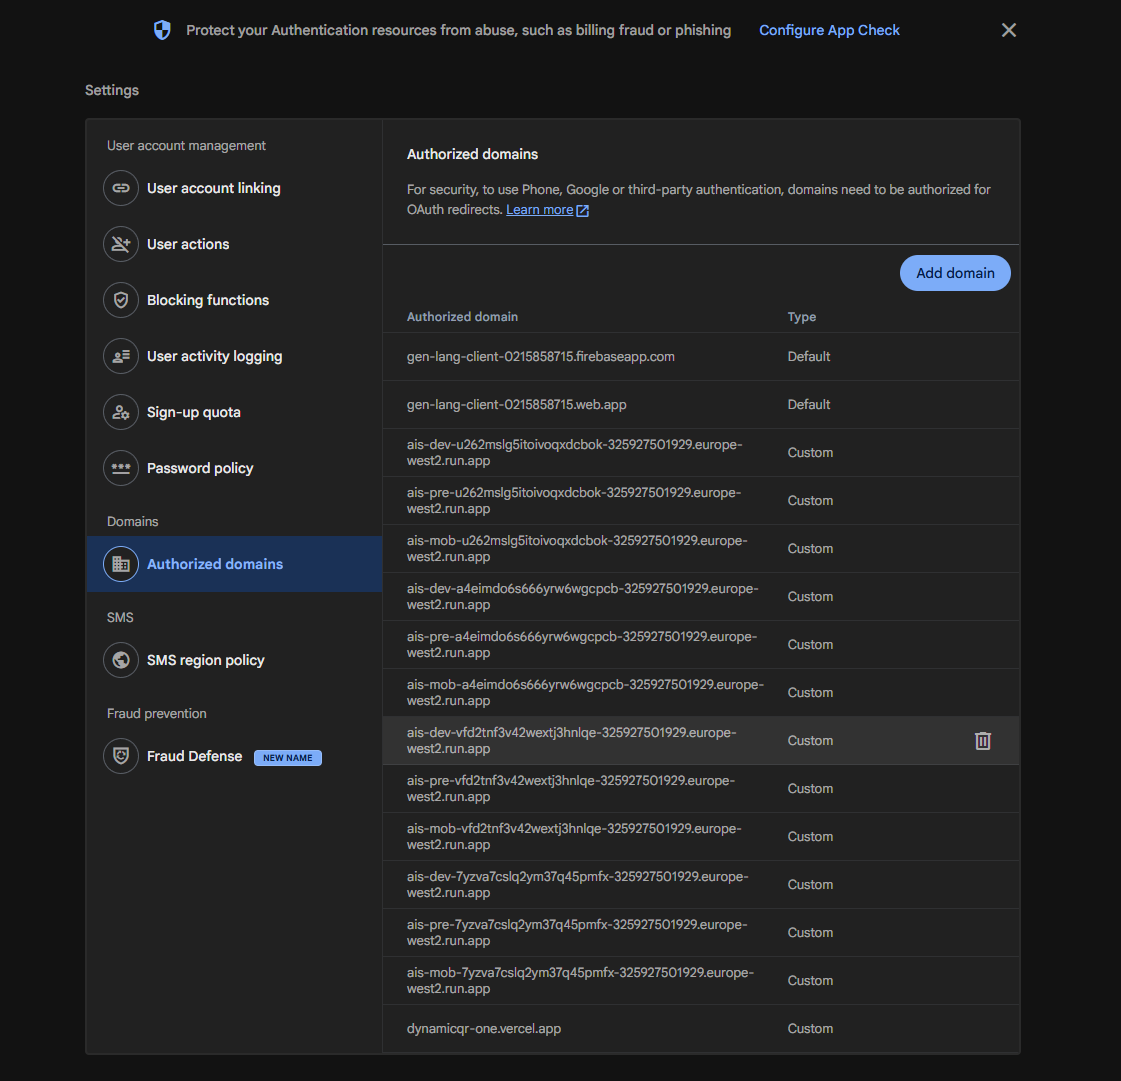 Protect your Authentication resources from abuse, such as billing fraud or phishing
Configure App Check
Settings
User account management
User account linking
User actions
Blocking functions
User activity logging
Sign-up quota
Password policy
Domains
Authorized domains
SMS
SMS region policy
Fraud prevention
Fraud Defense NEW NAME
Authorized domains
For security, to use Phone, Google or third-party authentication, domains need to be authorized for
OAuth redirects. Learn more
Add domain
Authorized domain Type
gen-lang-client-0215858715.firebaseapp.com Default
gen-lang-client-0215858715.web.app Default
ais-dev-u262mslg5itoivoqxdcbok-325927501929.europe-
west2.run.app Custom
ais-pre-u262mslg5itoivoqxdcbok-325927501929.europe-
west2.run.app Custom
ais-mob-u262mslg5itoivoqxdcbok-325927501929.europe-
west2.run.app Custom
ais-dev-a4eimdo6s666yrw6wgcpcb-325927501929.europe-
west2.run.app Custom
ais-pre-a4eimdo6s666yrw6wgcpcb-325927501929.europe-
west2.run.app Custom
ais-mob-a4eimdo6s666yrw6wgcpcb-325927501929.europe-
west2.run.app Custom
ais-dev-vfd2tnf3v42wextj3hnlqe-325927501929.europe-
west2.run.app Custom
ais-pre-vfd2tnf3v42wextj3hnlqe-325927501929.europe-
west2.run.app Custom
ais-mob-vfd2tnf3v42wextj3hnlqe-325927501929.europe-
west2.run.app Custom
ais-dev-7yzva7cslq2ym37q45pmfx-325927501929.europe-
west2.run.app Custom
ais-pre-7yzva7cslq2ym37q45pmfx-325927501929.europe-
west2.run.app Custom
ais-mob-7yzva7cslq2ym37q45pmfx-325927501929.europe-
west2.run.app Custom
dynamicqr-one.vercel.app Custom